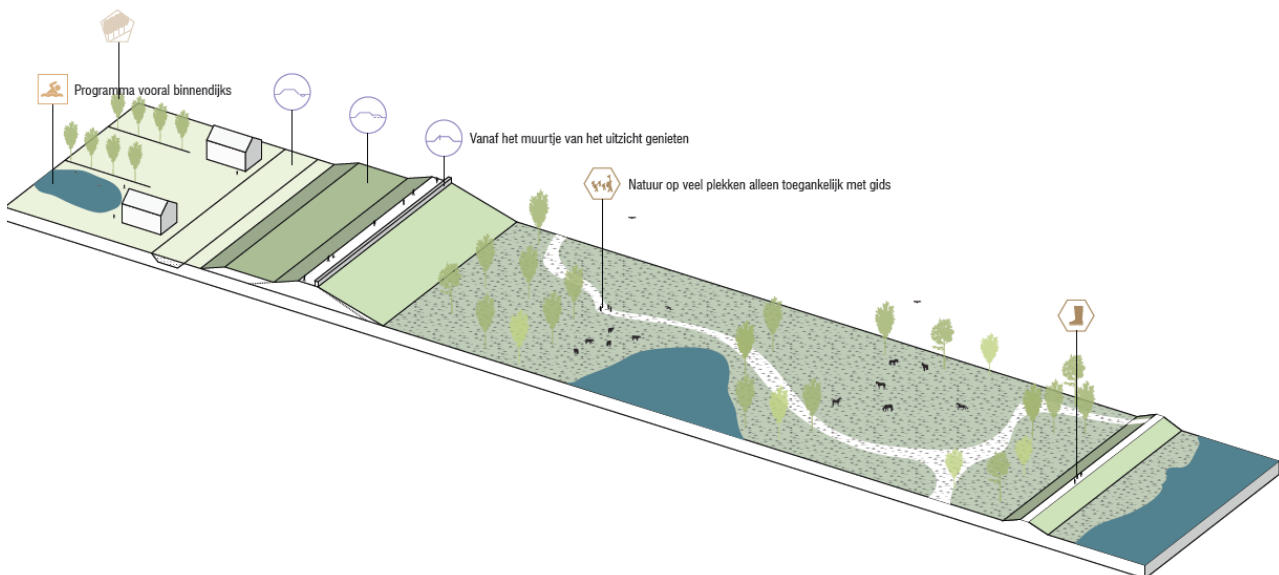 Programma vooral binnendijks
Vanaf het muurtje van het uitzicht genieten
Natuur op veel plekken alleen toegankelijk met gids